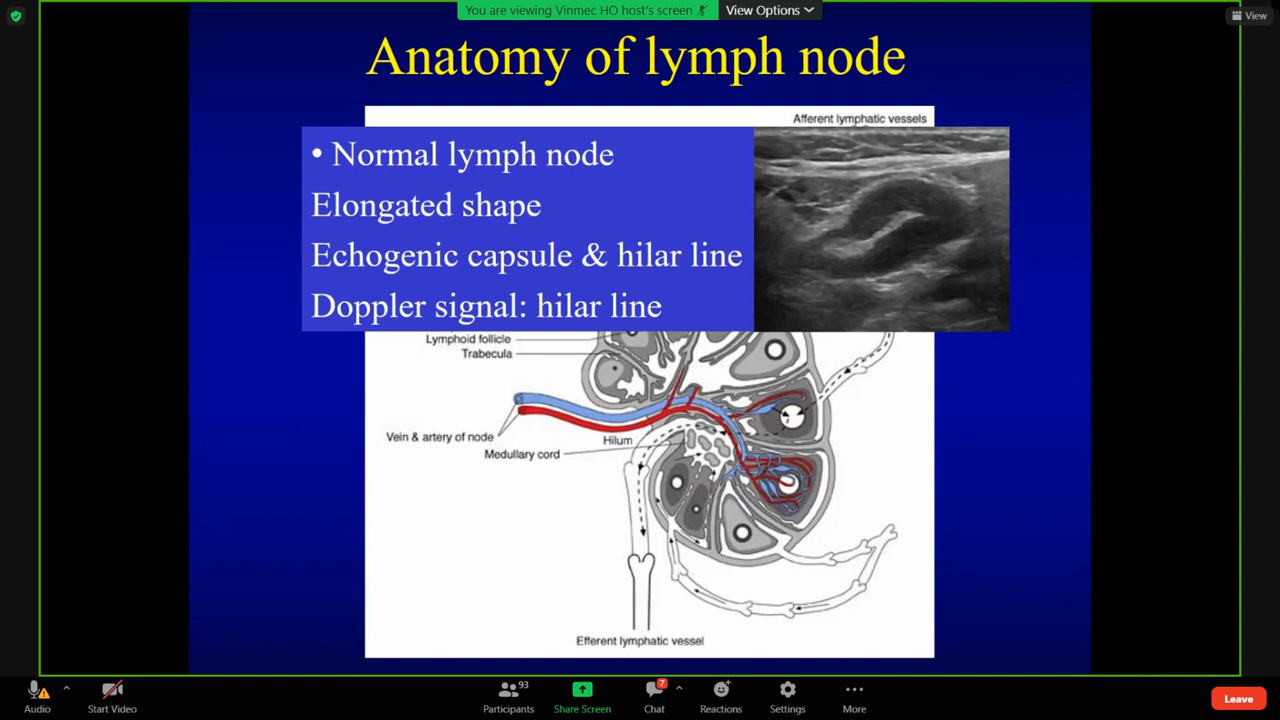 You are viewing Vinmec HO host's screen
View Options
View
Anatomy of lymph node
Afferent lymphatic vessels
• Normal lymph node
Elongated shape
Echogenic capsule & hilar line
Doppler signal: hilar line
Lymphoid follicle
Trabecula
Vein & artery of node
Hilum
Medullary cord
Efferent lymphatic vessel
93
7
Audio
Start Video
Participants
Share Screen
Chat
Reactions
Settings
More
Leave